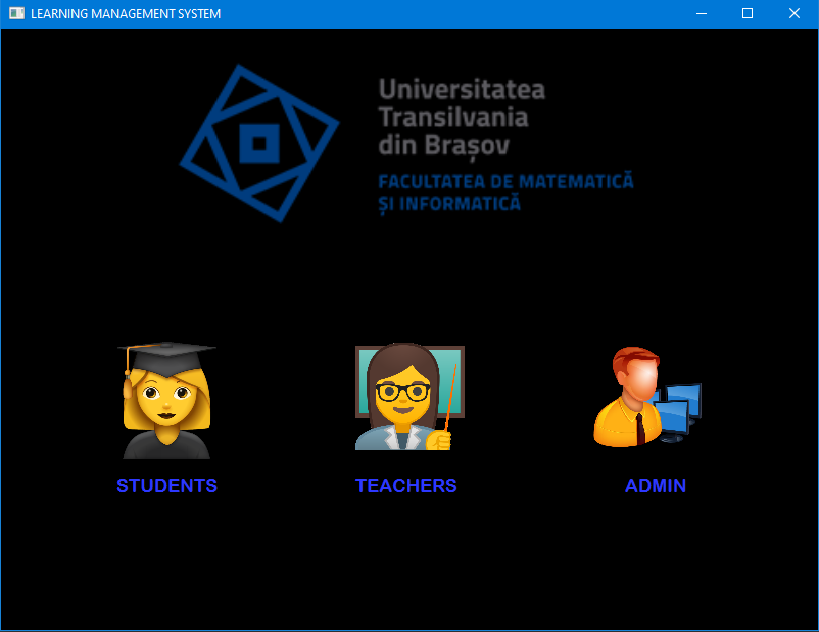 LEARNING MANAGEMENT SYSTEM
Universitatea
Transilvania
din Brașov
FACULTATEA DE MATEMATICĂ
ȘI INFORMATICĂ
STUDENTS
TEACHERS
ADMIN